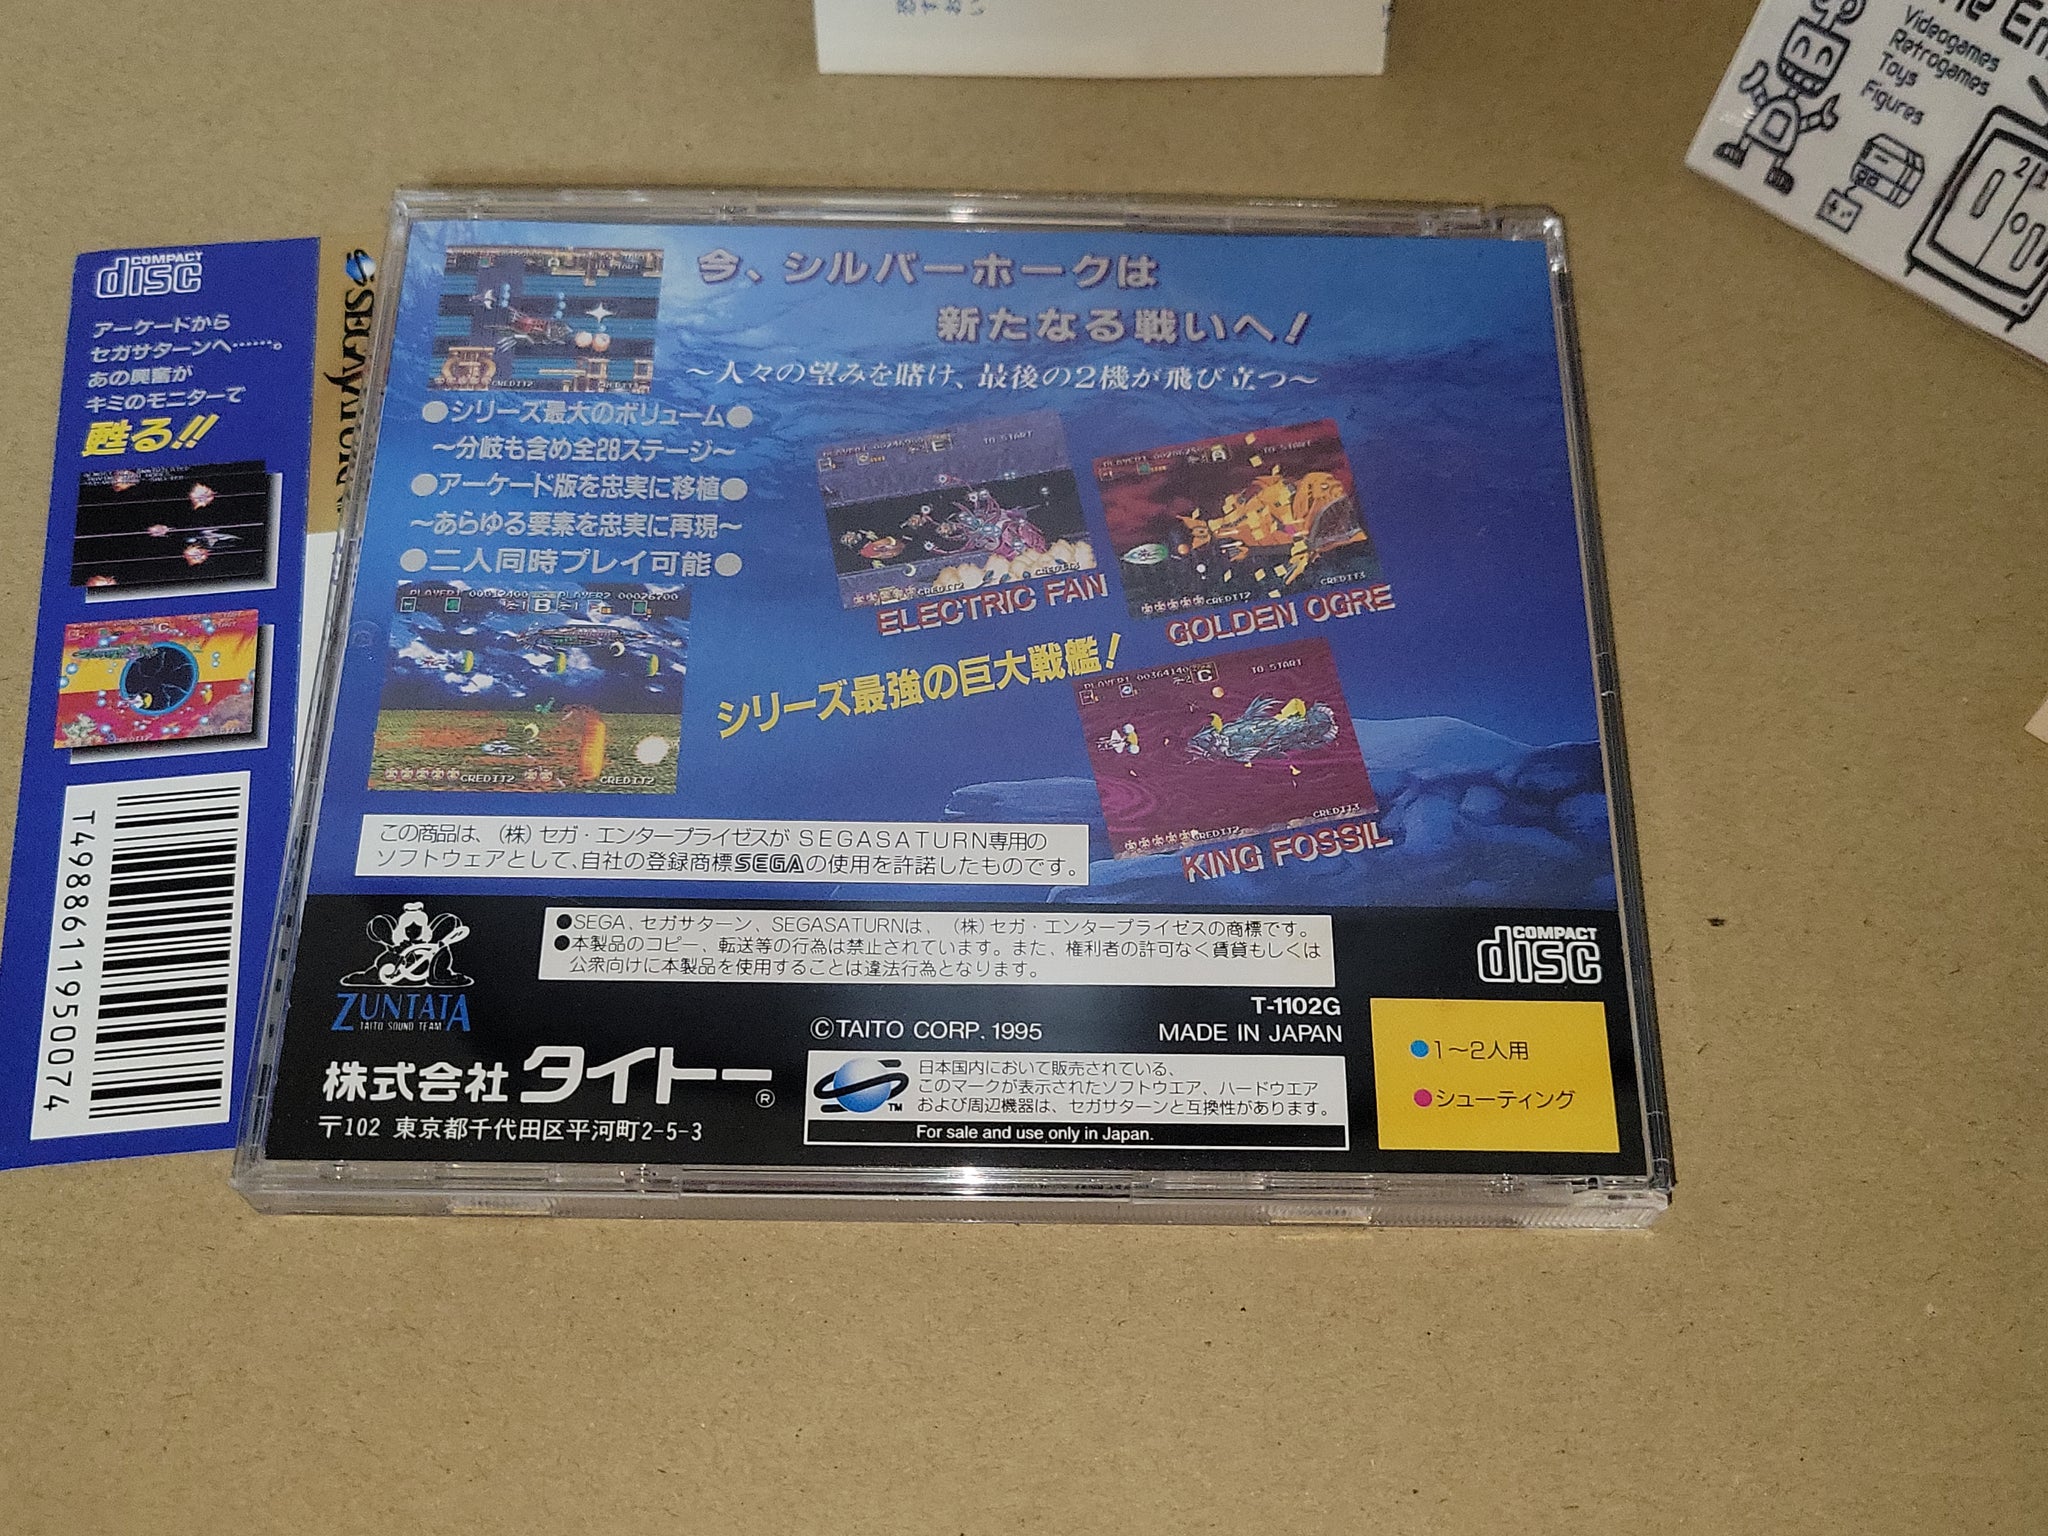 COMPACT
disc
アーケードから
セガサターンへ……。
あの興奮が
キミのモニターで
甦る!!
T4988611950074
SEGA SATURN
今、シルバーホークは
新たなる戦いへ!
～人々の望みを賭け、最後の2機が飛び立つ～
●シリーズ最大のボリューム●
～分岐も含め全28ステージ～
●アーケード版を忠実に移植●
～あらゆる要素を忠実に再現～
●二人同時プレイ可能●
PLAYER1 00032400 B PLAYER2 00026700
CREDIT2 CREDIT2
TO START
CREDIT2
ELECTRIC FAN
TO START
CREDIT2 CREDIT3
GOLDEN OGRE
シリーズ最強の巨大戦艦!
PLAYER1 00364140 C TO START
CREDIT2 CREDIT3
KING FOSSIL
この商品は、(株)セガ・エンタープライゼスがSEGASATURN専用の
ソフトウェアとして、自社の登録商標SEGAの使用を許諾したものです。
●SEGA、セガサターン、SEGASATURNは、(株)セガ・エンタープライゼスの商標です。
●本製品のコピー、転送等の行為は禁止されています。また、権利者の許可なく賃貸もしくは
公衆向けに本製品を使用することは違法行為となります。
COMPACT
disc
ZUNTATA
TAITO SOUND TEAM
©TAITO CORP. 1995
T-1102G
MADE IN JAPAN
株式会社タイトー®
〒102 東京都千代田区平河町2-5-3
日本国内において販売されている、
このマークが表示されたソフトウエア、ハードウエア
および周辺機器は、セガサターンと互換性があります。
TM
For sale and use only in Japan.
●1～2人用
●シューティング
Videogames
Retrogames
Toys
Figures